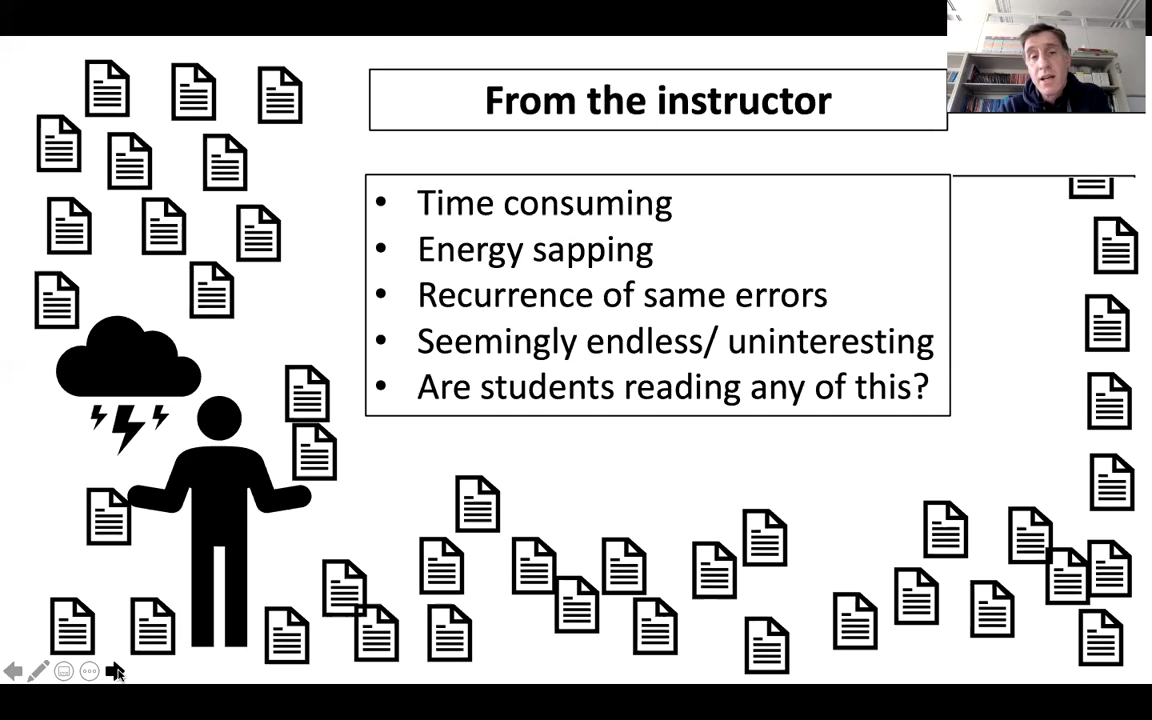 From the instructor
• Time consuming
• Energy sapping
• Recurrence of same errors
• Seemingly endless/ uninteresting
• Are students reading any of this?